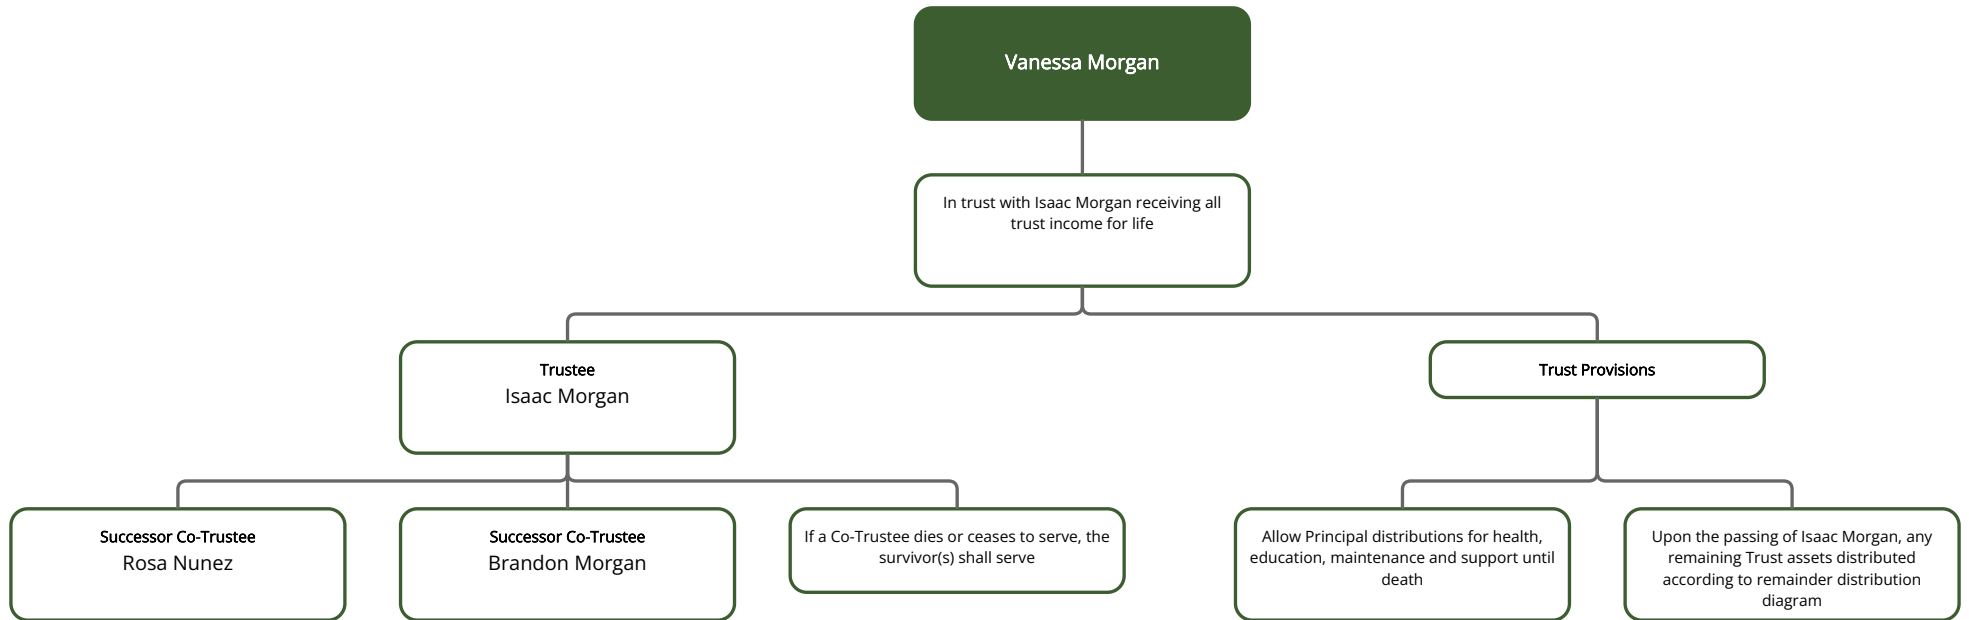 Vanessa Morgan
In trust with Isaac Morgan receiving all
trust income for life
Trustee
Isaac Morgan
Trust Provisions
Successor Co-Trustee
Rosa Nunez
Successor Co-Trustee
Brandon Morgan
If a Co-Trustee dies or ceases to serve, the
survivor(s) shall serve
Allow Principal distributions for health,
education, maintenance and support until
death
Upon the passing of Isaac Morgan, any
remaining Trust assets distributed
according to remainder distribution
diagram